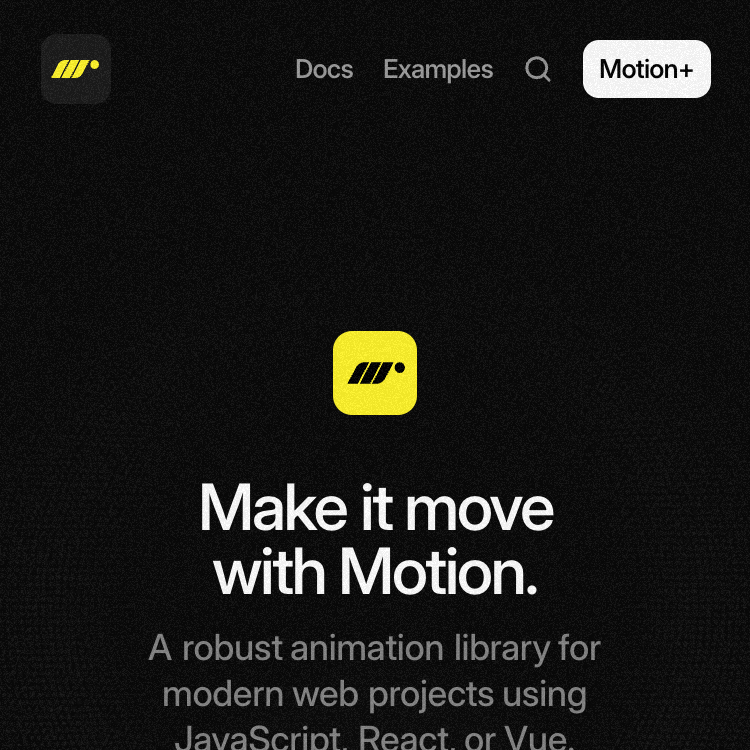 Docs
Examples
Motion+
Make it move
with Motion.
A robust animation library for
modern web projects using
JavaScript, React, or Vue.